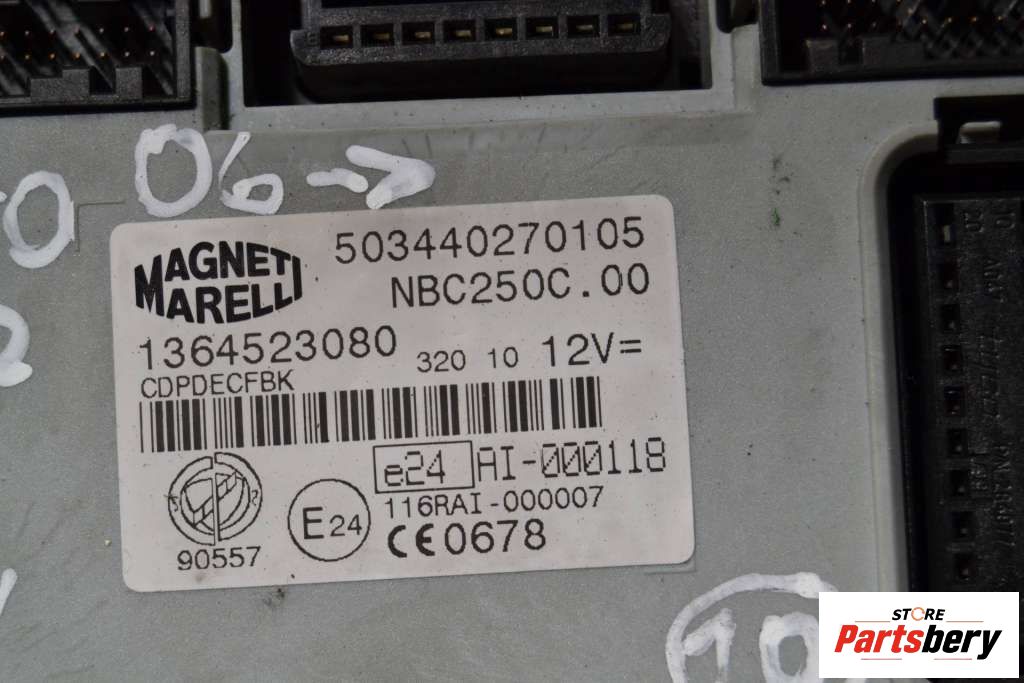 06 →
MAGNETI
MARELLI
503440270105
NBC250C.00
1364523080
320 10 12V=
CDPDECFBK
e24 AI-000118
116RAI-000007
E24
CE0678
90557
10
STORE
Partsbery